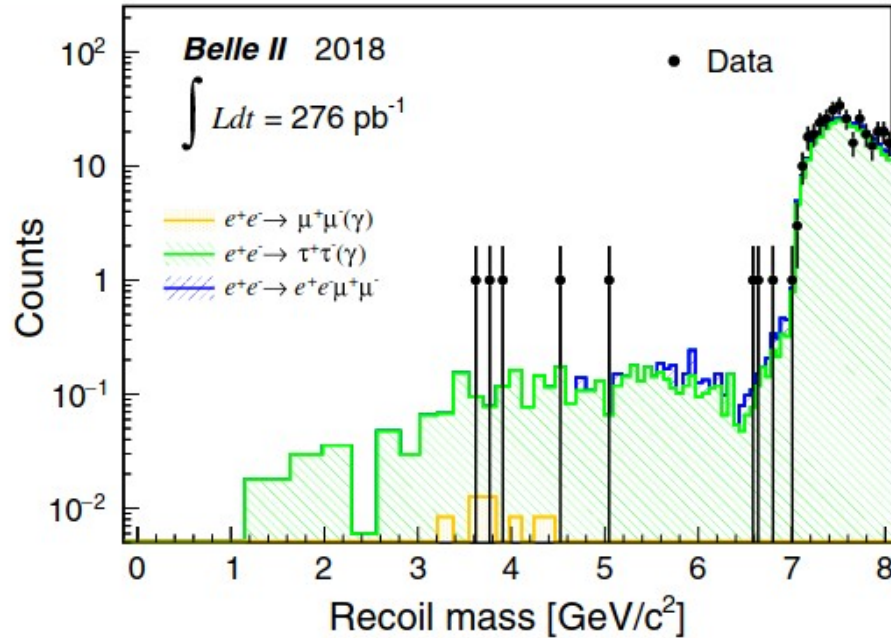 Belle II 2018
∫ Ldt = 276 pb⁻¹
Data
e⁺e⁻→ μ⁺μ⁻(γ)
e⁺e⁻→ τ⁺τ⁻(γ)
e⁺e⁻→ e⁺e⁻μ⁺μ⁻
Counts
10²
10
1
10⁻¹
10⁻²
0 1 2 3 4 5 6 7 8
Recoil mass [GeV/c²]